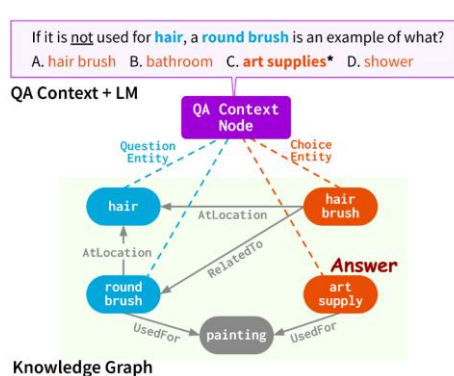 If it is not used for hair, a round brush is an example of what?
A. hair brush B. bathroom C. art supplies* D. shower
QA Context + LM
QA Context
Node
Question
Entity
Choice
Entity
hair
AtLocation
hair
brush
AtLocation
RelatedTo
Answer
round
brush
art
supply
UsedFor
painting
UsedFor
Knowledge Graph